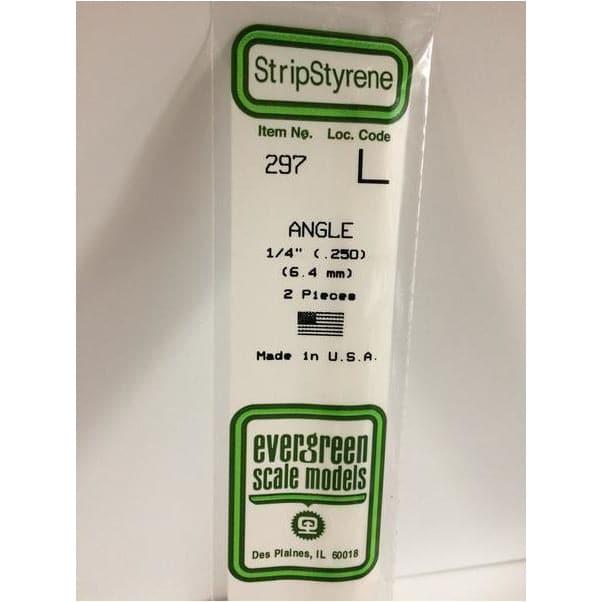 StripStyrene
Item Nø. Loc. Code
297 L
ANGLE
1/4" (.250)
(6.4 mm)
2 Pieces
Made in U.S.A.
evergreen
scale models
Des Plaines, IL 60018